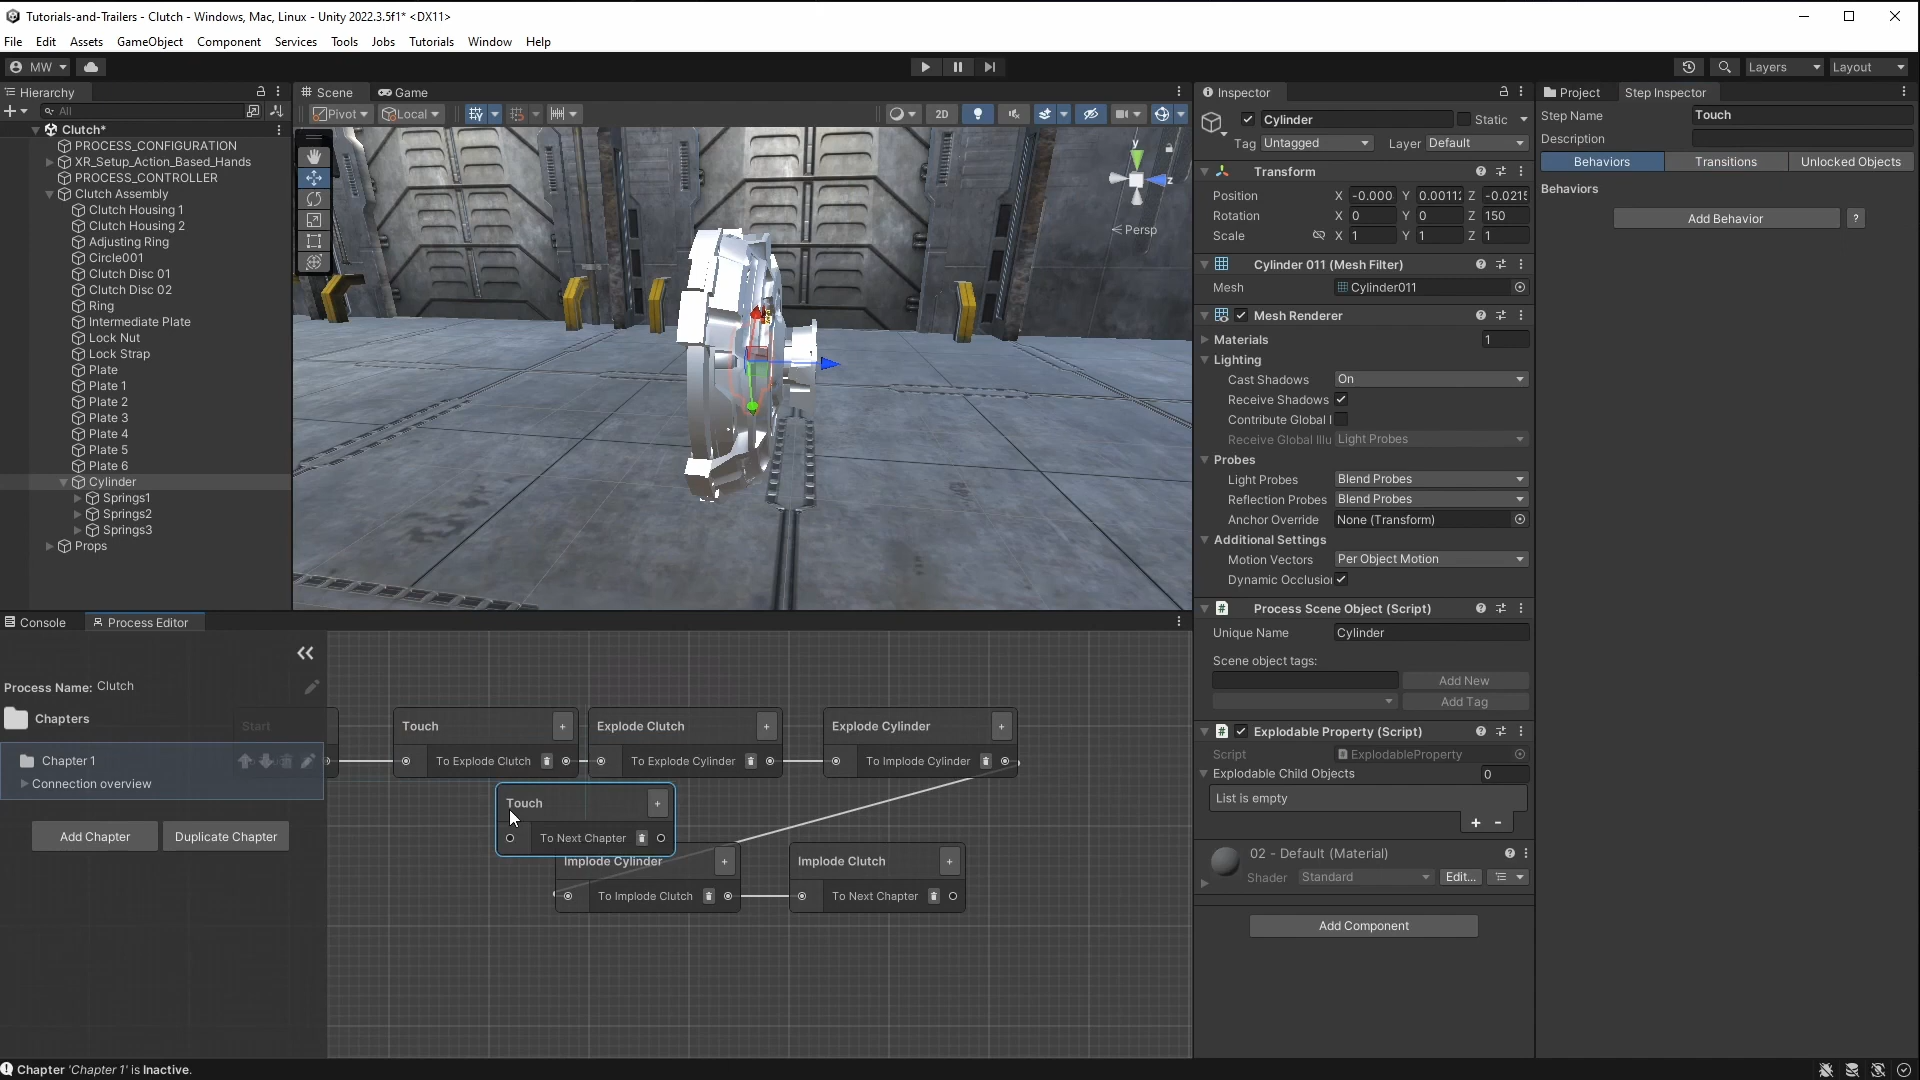 Tutorials-and-Trailers - Clutch - Windows, Mac, Linux - Unity 2022.3.5f1* <DX11>
File Edit Assets GameObject Component Services Tools Jobs Tutorials Window Help
MW Layers Layout
Hierarchy
All
Clutch*
PROCESS_CONFIGURATION
XR_Setup_Action_Based_Hands
PROCESS_CONTROLLER
Clutch Assembly
Clutch Housing 1
Clutch Housing 2
Adjusting Ring
Circle001
Clutch Disc 01
Clutch Disc 02
Ring
Intermediate Plate
Lock Nut
Lock Strap
Plate
Plate 1
Plate 2
Plate 3
Plate 4
Plate 5
Plate 6
Cylinder
Springs1
Springs2
Springs3
Props
Scene Game
Pivot Local 2D
y
z
< Persp
Inspector
Cylinder Static
Tag Untagged Layer Default
Transform
Position X -0.000 Y 0.0011 Z -0.021
Rotation X 0 Y 0 Z 150
Scale X 1 Y 1 Z 1
Cylinder 011 (Mesh Filter)
Mesh Cylinder011
Mesh Renderer
Materials 1
Lighting
Cast Shadows On
Receive Shadows
Contribute Global I
Receive Global Illu Light Probes
Probes
Light Probes Blend Probes
Reflection Probes Blend Probes
Anchor Override None (Transform)
Additional Settings
Motion Vectors Per Object Motion
Dynamic Occlusio
# Process Scene Object (Script)
Unique Name Cylinder
Scene object tags:
Add New
Add Tag
# Explodable Property (Script)
Script ExplodableProperty
Explodable Child Objects 0
List is empty
+ -
02 - Default (Material)
Shader Standard Edit...
Add Component
Project Step Inspector
Step Name Touch
Description
Behaviors Transitions Unlocked Objects
Behaviors
Add Behavior ?
Console Process Editor
Process Name: Clutch
Chapters
Chapter 1
Connection overview
Add Chapter Duplicate Chapter
Start
Touch +
To Explode Clutch
Explode Clutch +
To Explode Cylinder
Explode Cylinder +
To Implode Cylinder
Touch +
To Next Chapter
Implode Cylinder +
To Implode Clutch
Implode Clutch +
To Next Chapter
Chapter 'Chapter 1' is Inactive.